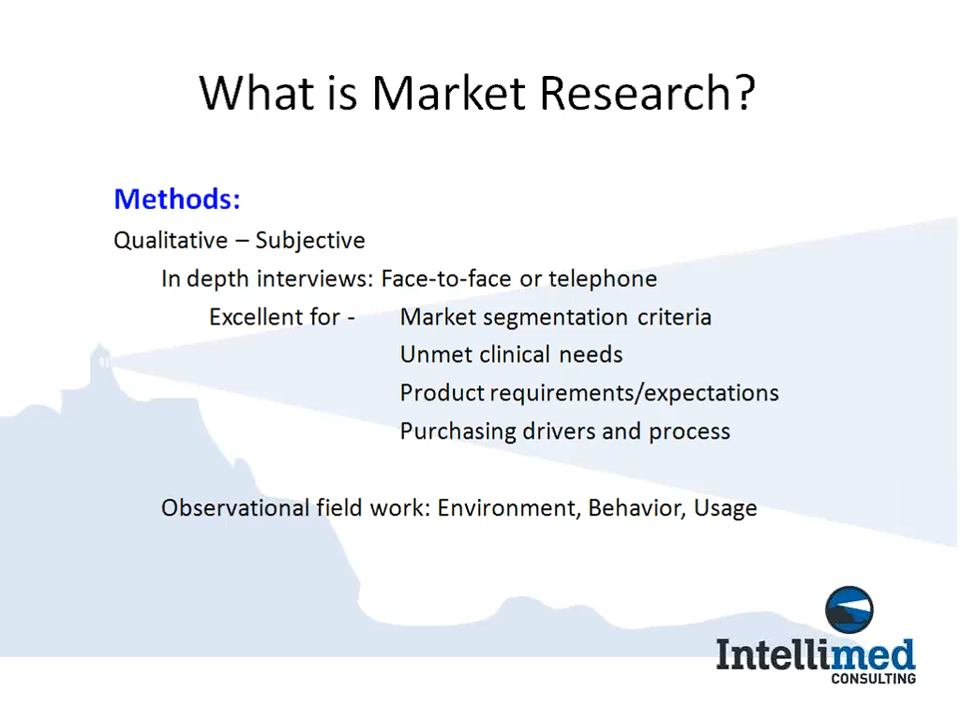 What is Market Research?
Methods:
Qualitative – Subjective
In depth interviews: Face-to-face or telephone
Excellent for - Market segmentation criteria
Unmet clinical needs
Product requirements/expectations
Purchasing drivers and process
Observational field work: Environment, Behavior, Usage
Intellimed
CONSULTING